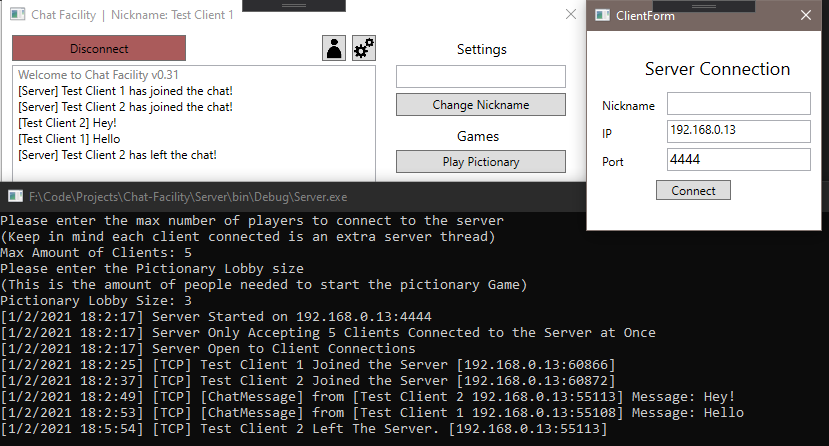 Chat Facility | Nickname: Test Client 1
Disconnect
Welcome to Chat Facility v0.31
[Server] Test Client 1 has joined the chat!
[Server] Test Client 2 has joined the chat!
[Test Client 2] Hey!
[Test Client 1] Hello
[Server] Test Client 2 has left the chat!
Settings
Change Nickname
Games
Play Pictionary
ClientForm
Server Connection
Nickname
IP 192.168.0.13
Port 4444
Connect
F:\Code\Projects\Chat-Facility\Server\bin\Debug\Server.exe
Please enter the max number of players to connect to the server
(Keep in mind each client connected is an extra server thread)
Max Amount of Clients: 5
Please enter the Pictionary Lobby size
(This is the amount of people needed to start the pictionary Game)
Pictionary Lobby Size: 3
[1/2/2021 18:2:17] Server Started on 192.168.0.13:4444
[1/2/2021 18:2:17] Server Only Accepting 5 Clients Connected to the Server at Once
[1/2/2021 18:2:17] Server Open to Client Connections
[1/2/2021 18:2:25] [TCP] Test Client 1 Joined the Server [192.168.0.13:60866]
[1/2/2021 18:2:37] [TCP] Test Client 2 Joined the Server [192.168.0.13:60872]
[1/2/2021 18:2:49] [TCP] [ChatMessage] from [Test Client 2 192.168.0.13:55113] Message: Hey!
[1/2/2021 18:2:53] [TCP] [ChatMessage] from [Test Client 1 192.168.0.13:55108] Message: Hello
[1/2/2021 18:5:54] [TCP] Test Client 2 Left The Server. [192.168.0.13:55113]